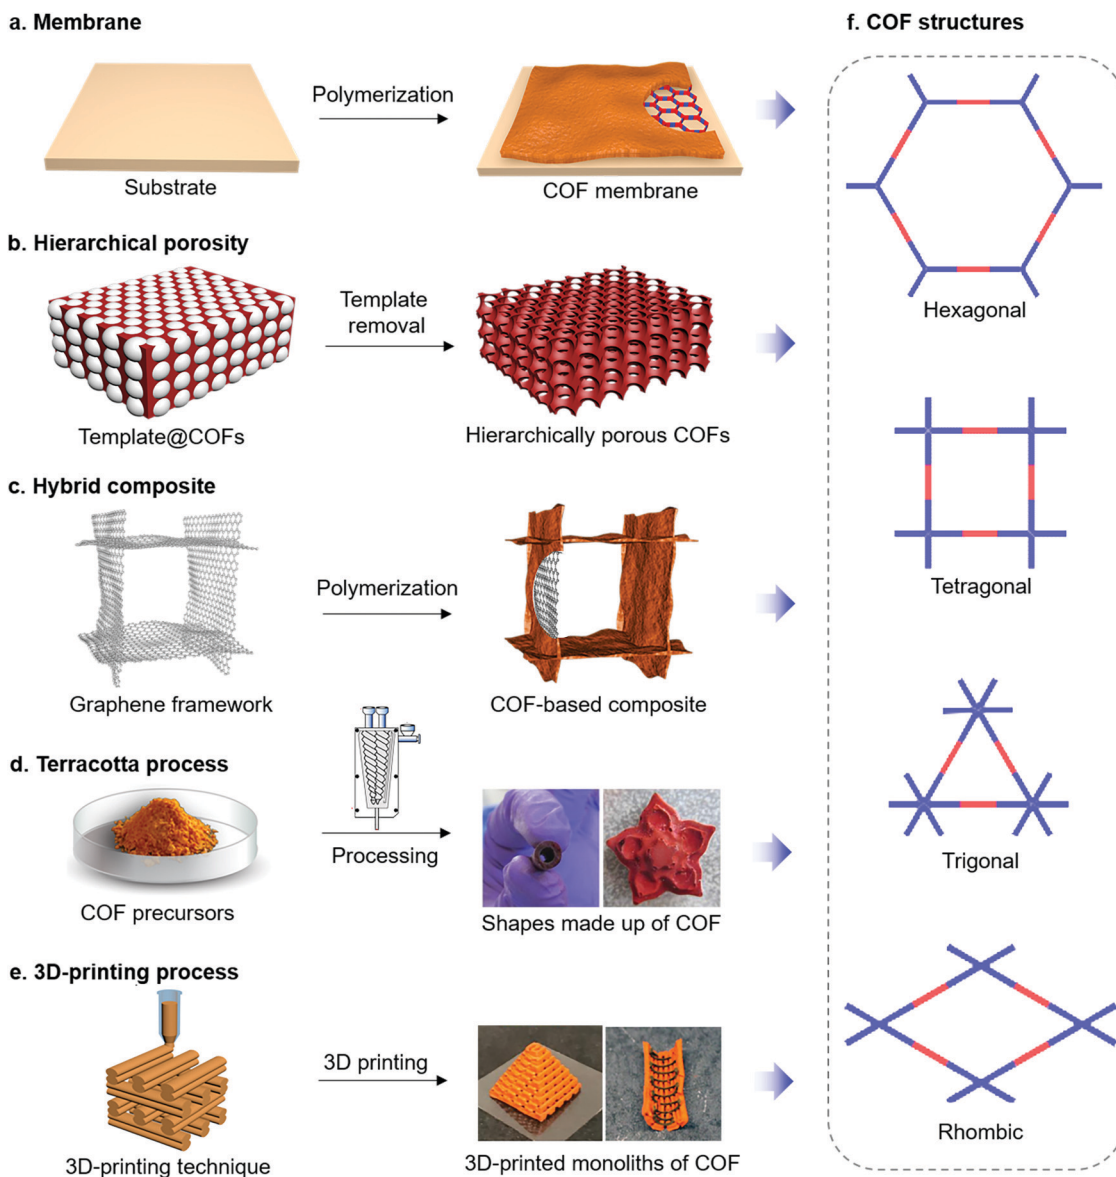 a. Membrane
Polymerization
Substrate
COF membrane
b. Hierarchical porosity
Template
removal
Template@COFs
Hierarchically porous COFs
c. Hybrid composite
Polymerization
Graphene framework
COF-based composite
d. Terracotta process
Processing
COF precursors
Shapes made up of COF
e. 3D-printing process
3D printing
3D-printing technique
3D-printed monoliths of COF
f. COF structures
Hexagonal
Tetragonal
Trigonal
Rhombic